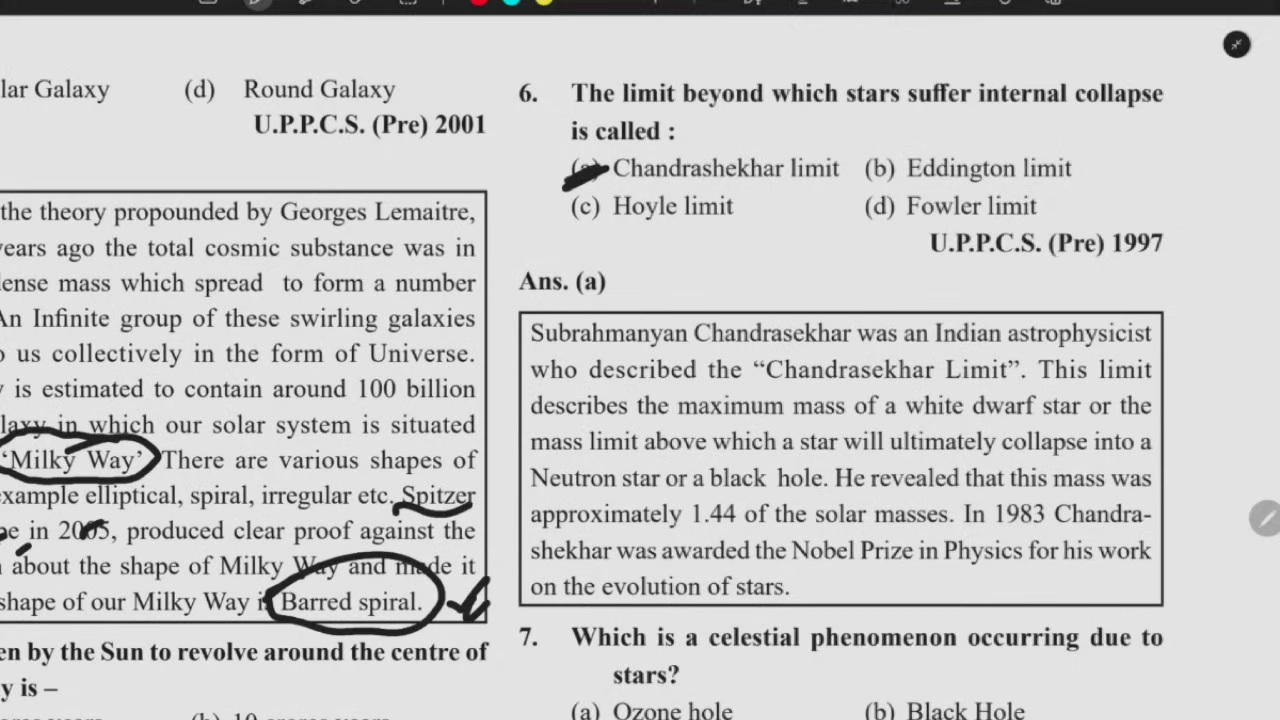 lar Galaxy (d) Round Galaxy
U.P.P.C.S. (Pre) 2001
the theory propounded by Georges Lemaitre,
years ago the total cosmic substance was in
dense mass which spread to form a number
An Infinite group of these swirling galaxies
us collectively in the form of Universe.
is estimated to contain around 100 billion
laxy in which our solar system is situated
‘Milky Way’ There are various shapes of
example elliptical, spiral, irregular etc. Spitzer
pe in 2005, produced clear proof against the
about the shape of Milky Way and made it
shape of our Milky Way is Barred spiral.
en by the Sun to revolve around the centre of
y is –
(b) 10 crores years
6. The limit beyond which stars suffer internal collapse
is called :
(a) Chandrashekhar limit (b) Eddington limit
(c) Hoyle limit (d) Fowler limit
U.P.P.C.S. (Pre) 1997
Ans. (a)
Subrahmanyan Chandrasekhar was an Indian astrophysicist
who described the “Chandrasekhar Limit”. This limit
describes the maximum mass of a white dwarf star or the
mass limit above which a star will ultimately collapse into a
Neutron star or a black hole. He revealed that this mass was
approximately 1.44 of the solar masses. In 1983 Chandra-
shekhar was awarded the Nobel Prize in Physics for his work
on the evolution of stars.
7. Which is a celestial phenomenon occurring due to
stars?
(a) Ozone hole (b) Black Hole